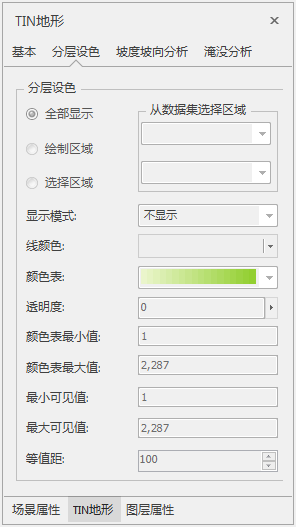 TIN地形
基本 分层设色 坡度坡向分析 淹没分析
分层设色
全部显示
从数据集选择区域
绘制区域
选择区域
显示模式: 不显示
线颜色:
颜色表:
透明度: 0
颜色表最小值: 1
颜色表最大值: 2,287
最小可见值: 1
最大可见值: 2,287
等值距: 100
场景属性 TIN地形 图层属性